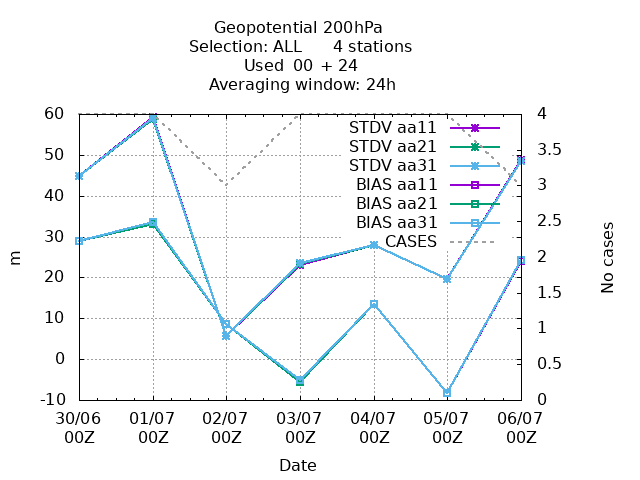 Geopotential 200hPa
Selection: ALL      4 stations
Used  00  + 24
Averaging window: 24h
60
50
40
30
20
10
0
-10
m
4
3.5
3
2.5
2
1.5
1
0.5
0
No cases
STDV aa11
STDV aa21
STDV aa31
BIAS aa11
BIAS aa21
BIAS aa31
CASES
30/06 01/07 02/07 03/07 04/07 05/07 06/07
00Z 00Z 00Z 00Z 00Z 00Z 00Z
Date